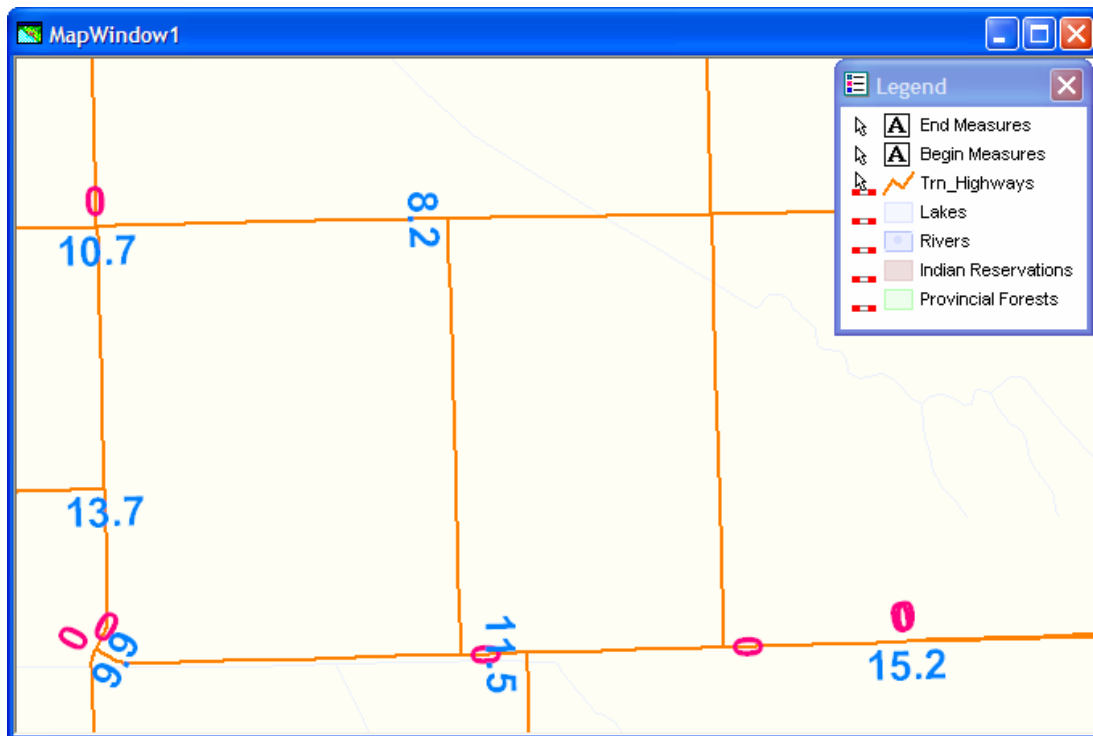 MapWindow1
Legend
End Measures
Begin Measures
Trn_Highways
Lakes
Rivers
Indian Reservations
Provincial Forests
0
8.2
10.7
13.7
0
0
0
11.5
0
0
15.2